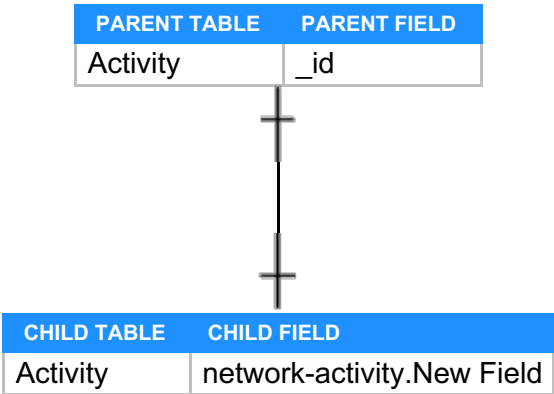 PARENT TABLE PARENT FIELD
Activity _id
CHILD TABLE CHILD FIELD
Activity network-activity.New Field